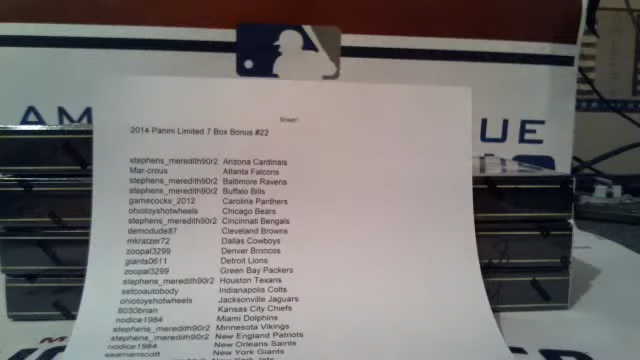 AM
UE
Sheet1
2014 Panini Limited 7 Box Bonus #22
stephens_meredith90r2 Arizona Cardinals
Mar-crous Atlanta Falcons
stephens_meredith90r2 Baltimore Ravens
stephens_meredith90r2 Buffalo Bills
gamecocks_2012 Carolina Panthers
ohiotoyshotwheels Chicago Bears
stephens_meredith90r2 Cincinnati Bengals
demodude87 Cleveland Browns
mkratzer72 Dallas Cowboys
zoopal3299 Denver Broncos
giants0611 Detroit Lions
zoopal3299 Green Bay Packers
stephens_meredith90r2 Houston Texans
setcoautobody Indianapolis Colts
ohiotoyshotwheels Jacksonville Jaguars
8030brian Kansas City Chiefs
nodice1984 Miami Dolphins
stephens_meredith90r2 Minnesota Vikings
stephens_meredith90r2 New England Patriots
nodice1984 New Orleans Saints
seamanscott New York Giants